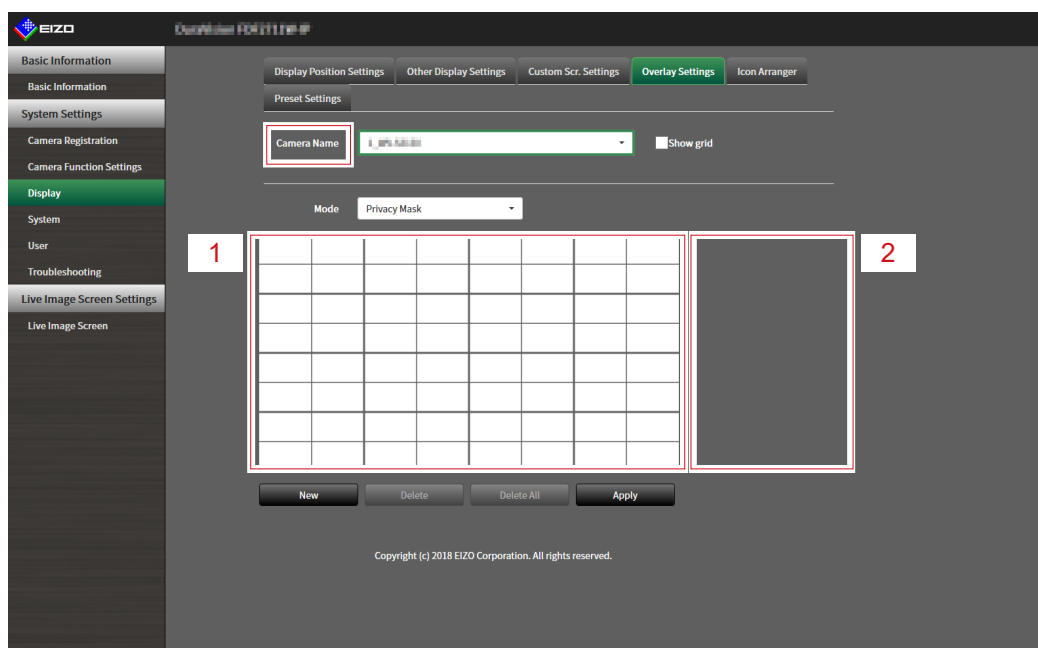 EIZO
Basic Information
Basic Information
System Settings
Camera Registration
Camera Function Settings
Display
System
User
Troubleshooting
Live Image Screen Settings
Live Image Screen
Display Position Settings Other Display Settings Custom Scr. Settings Overlay Settings Icon Arranger
Preset Settings
Camera Name
Show grid
Mode Privacy Mask
1
2
New Delete Delete All Apply
Copyright (c) 2018 EIZO Corporation. All rights reserved.